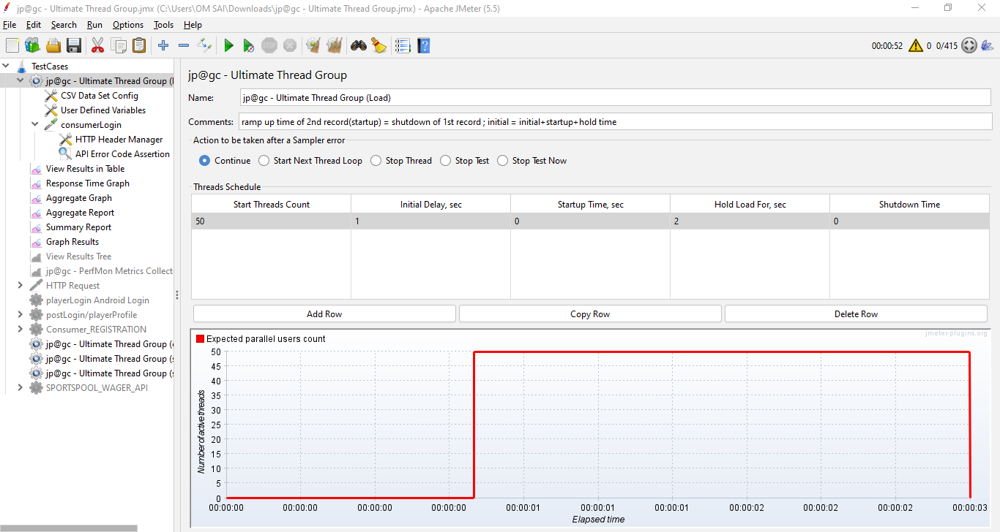 jp@gc - Ultimate Thread Group.jmx (C:\Users\OM SAI\Downloads\jp@gc - Ultimate Thread Group.jmx) - Apache JMeter (5.5)
File Edit Search Run Options Tools Help
STOP 00:00:52 0 0/415
TestCases
jp@gc - Ultimate Thread Group (l
CSV Data Set Config
User Defined Variables
consumerLogin
HTTP Header Manager
API Error Code Assertion
View Results in Table
Response Time Graph
Aggregate Graph
Aggregate Report
Summary Report
Graph Results
View Results Tree
jp@gc - PerfMon Metrics Collect
HTTP Request
playerLogin Android Login
postLogin/playerProfile
Consumer_REGISTRATION
jp@gc - Ultimate Thread Group (
jp@gc - Ultimate Thread Group (
jp@gc - Ultimate Thread Group (
SPORTSPOOL_WAGER_API
jp@gc - Ultimate Thread Group
Name: jp@gc - Ultimate Thread Group (Load)
Comments: ramp up time of 2nd record(startup) = shutdown of 1st record ; initial = initial+startup+hold time
Action to be taken after a Sampler error
Continue Start Next Thread Loop Stop Thread Stop Test Stop Test Now
Threads Schedule
Start Threads Count Initial Delay, sec Startup Time, sec Hold Load For, sec Shutdown Time
50 1 0 2 0
Add Row Copy Row Delete Row
jmeter-plugins.org
Expected parallel users count
50
45
40
35
30
25
20
15
10
5
0
Number of active threads
00:00:00 00:00:00 00:00:00 00:00:00 00:00:01 00:00:01 00:00:01 00:00:02 00:00:02 00:00:02 00:00:03
Elapsed time